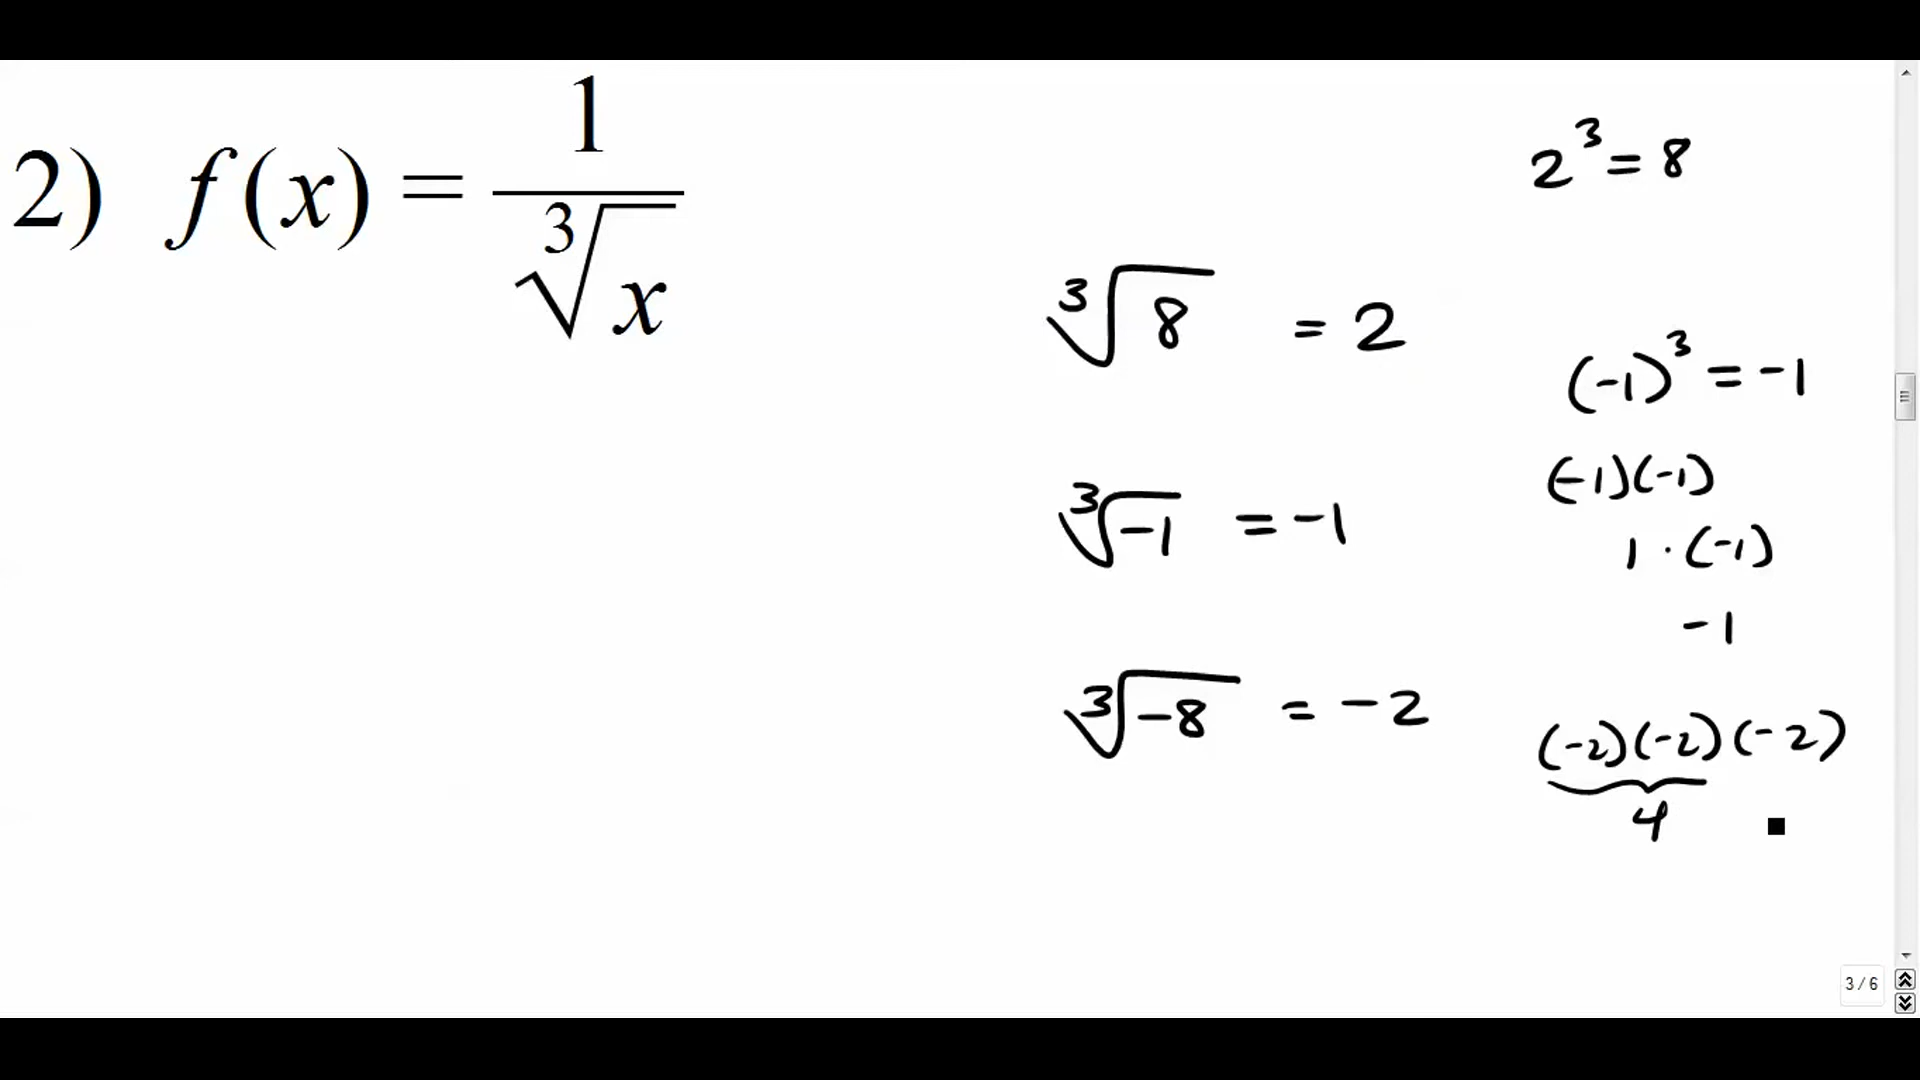 2) f(x) = 1 / ∛x
2³ = 8
∛8 = 2
(-1)³ = -1
(-1)(-1)
∛-1 = -1
1 · (-1)
-1
∛-8 = -2
(-2)(-2)(-2)
4
3 / 6